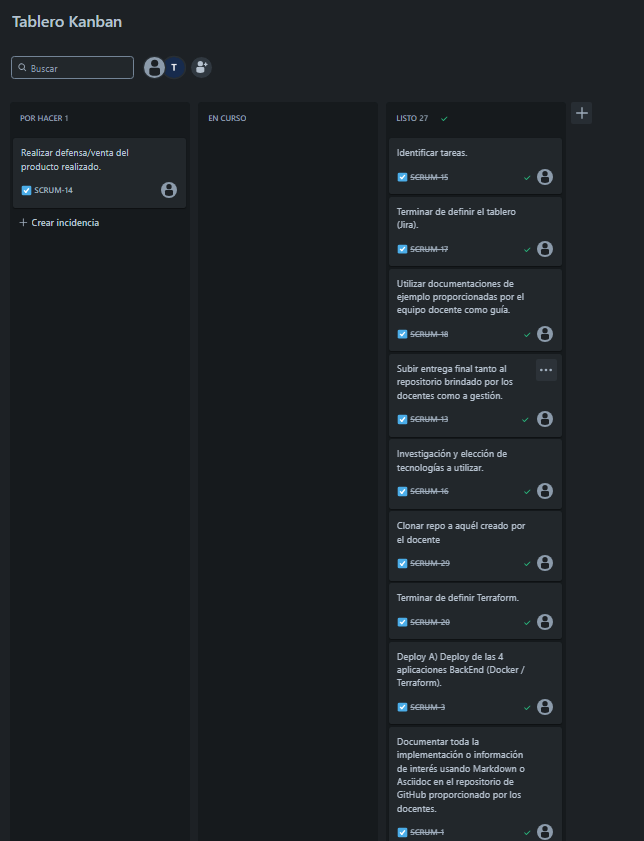 Tablero Kanban
Buscar
T
POR HACER 1
Realizar defensa/venta del
producto realizado.
SCRUM-14
+ Crear incidencia
EN CURSO
LISTO 27
Identificar tareas.
SCRUM-15
Terminar de definir el tablero
(Jira).
SCRUM-17
Utilizar documentaciones de
ejemplo proporcionadas por el
equipo docente como guía.
SCRUM-18
Subir entrega final tanto al
repositorio brindado por los
docentes como a gestión.
SCRUM-13
Investigación y elección de
tecnologías a utilizar.
SCRUM-16
Clonar repo a aquél creado por
el docente
SCRUM-29
Terminar de definir Terraform.
SCRUM-20
Deploy A) Deploy de las 4
aplicaciones BackEnd (Docker /
Terraform).
SCRUM-3
Documentar toda la
implementación o información
de interés usando Markdown o
Asciidoc en el repositorio de
GitHub proporcionado por los
docentes.
SCRUM-1